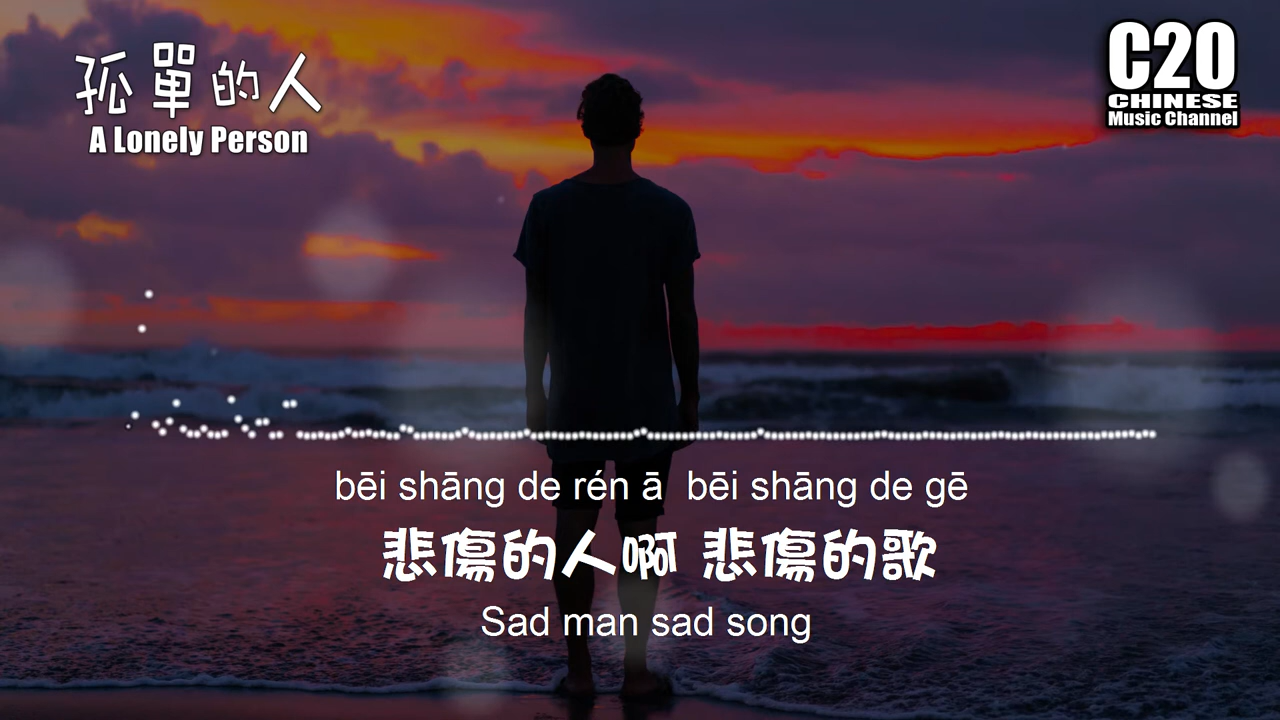 孤單的人
A Lonely Person
C20
CHINESE
Music Channel
bēi shāng de rén ā bēi shāng de gē
悲傷的人啊 悲傷的歌
Sad man sad song